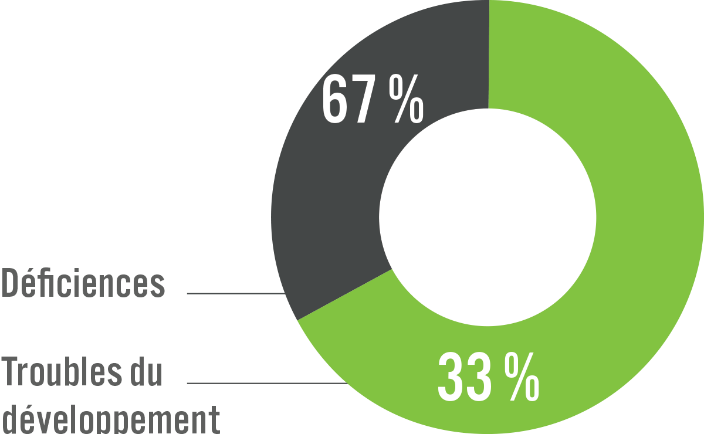 67 %
Déficiences
Troubles du
développement
33 %